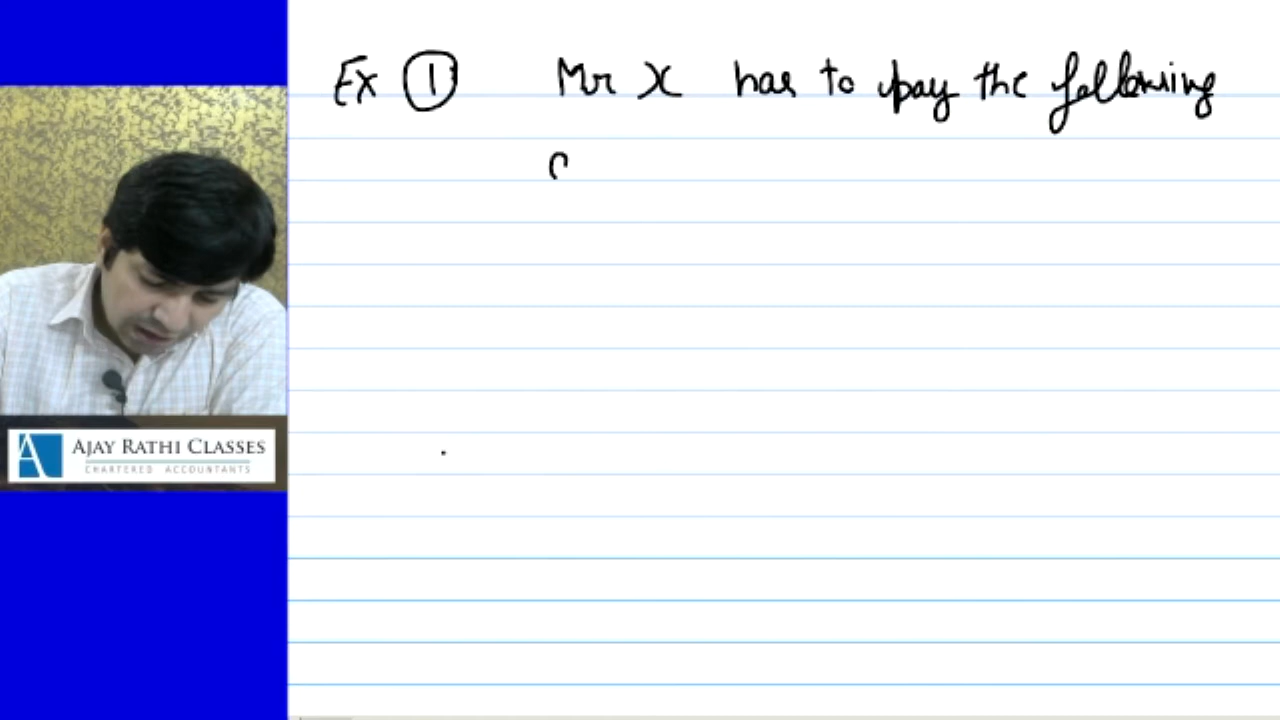 Ex ① Mr X has to pay the following
AJAY RATHI CLASSES
CHARTERED ACCOUNTANTS